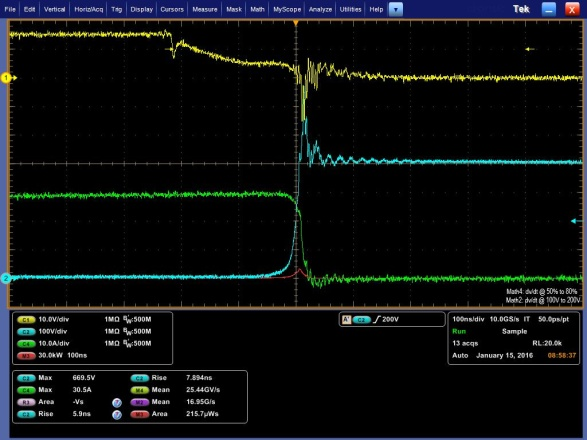 File Edit Vertical Horiz/Acq Trig Display Cursors Measure Mask Math MyScope Analyze Utilities Help Tek X
1
2
Math4: dv/dt @ 50% to 80%
Math2: dv/dt @ 100V to 200V
C1 10.0V/div 1MΩ BW:500M
C2 100V/div 1MΩ BW:500M
C4 10.0A/div 1MΩ BW:500M
30.0kW 100ns
A' C2 200V
100ns/div 10.0GS/s IT 50.0ps/pt
Run Sample
13 acqs RL:20.0k
Auto January 15, 2016 08:58:37
C2 Max 669.5V
C4 Max 30.5A
R3 Area -Vs
C2 Rise 5.9ns
C2 Rise 7.894ns
M4 Mean 25.44GV/s
M2 Mean 16.95G/s
M3 Area 215.7µWs